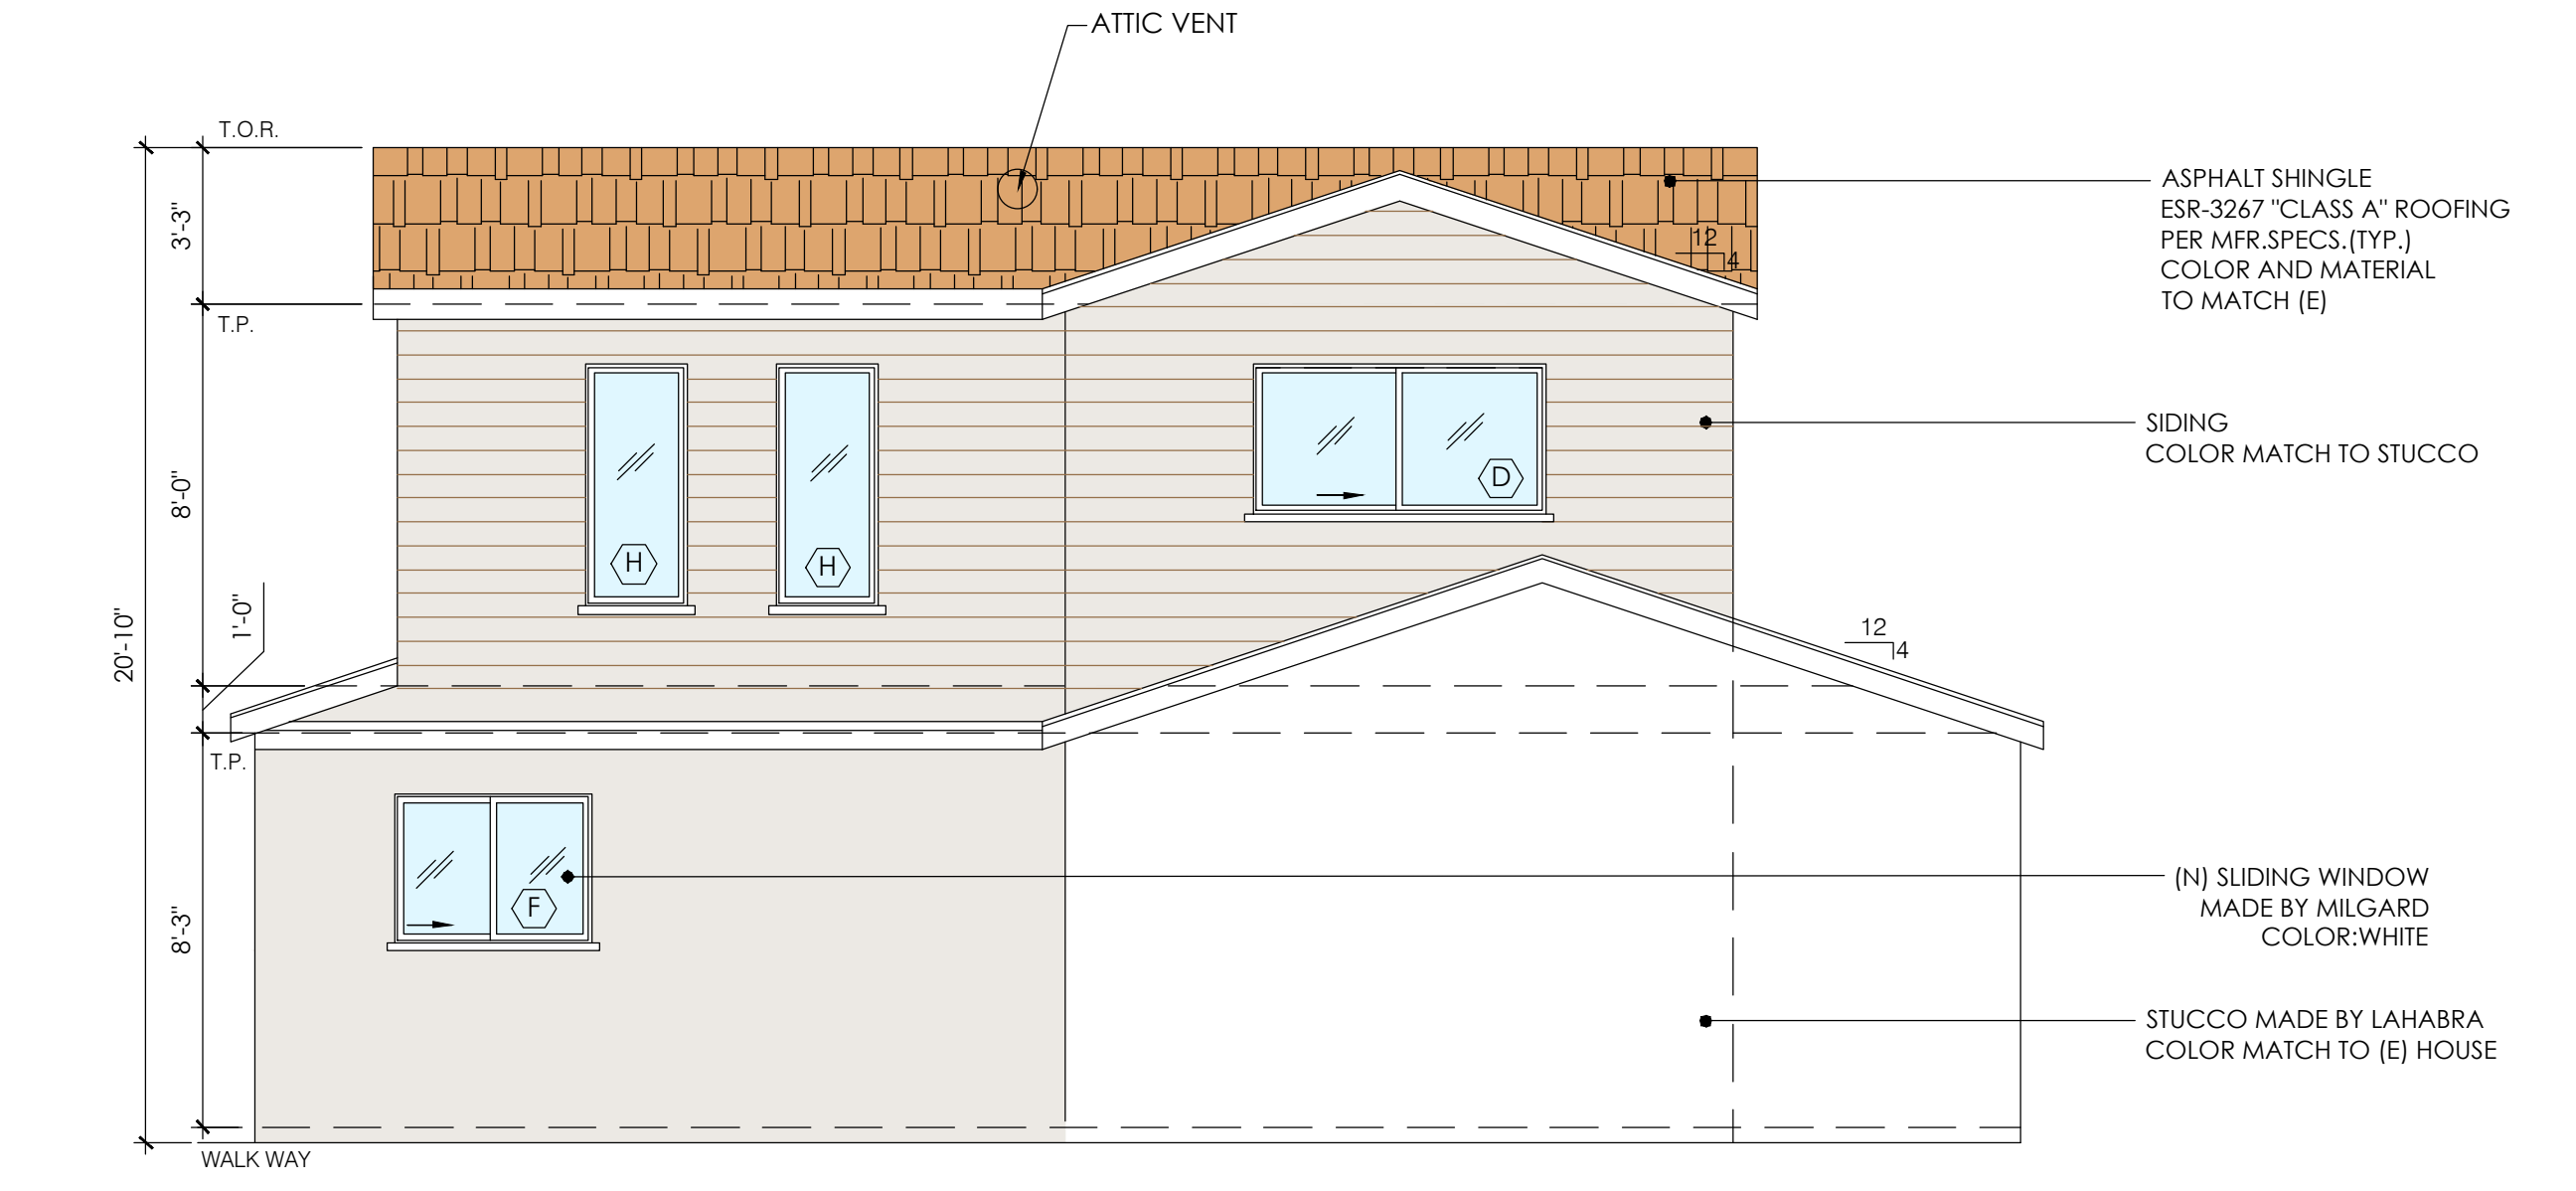 ATTIC VENT
T.O.R.
3'-3"
T.P.
8'-0"
1'-0"
20'-10"
T.P.
8'-3"
WALK WAY
12
4
H
H
D
12
4
F
ASPHALT SHINGLE
ESR-3267 "CLASS A" ROOFING
PER MFR.SPECS.(TYP.)
COLOR AND MATERIAL
TO MATCH (E)
SIDING
COLOR MATCH TO STUCCO
(N) SLIDING WINDOW
MADE BY MILGARD
COLOR:WHITE
STUCCO MADE BY LAHABRA
COLOR MATCH TO (E) HOUSE